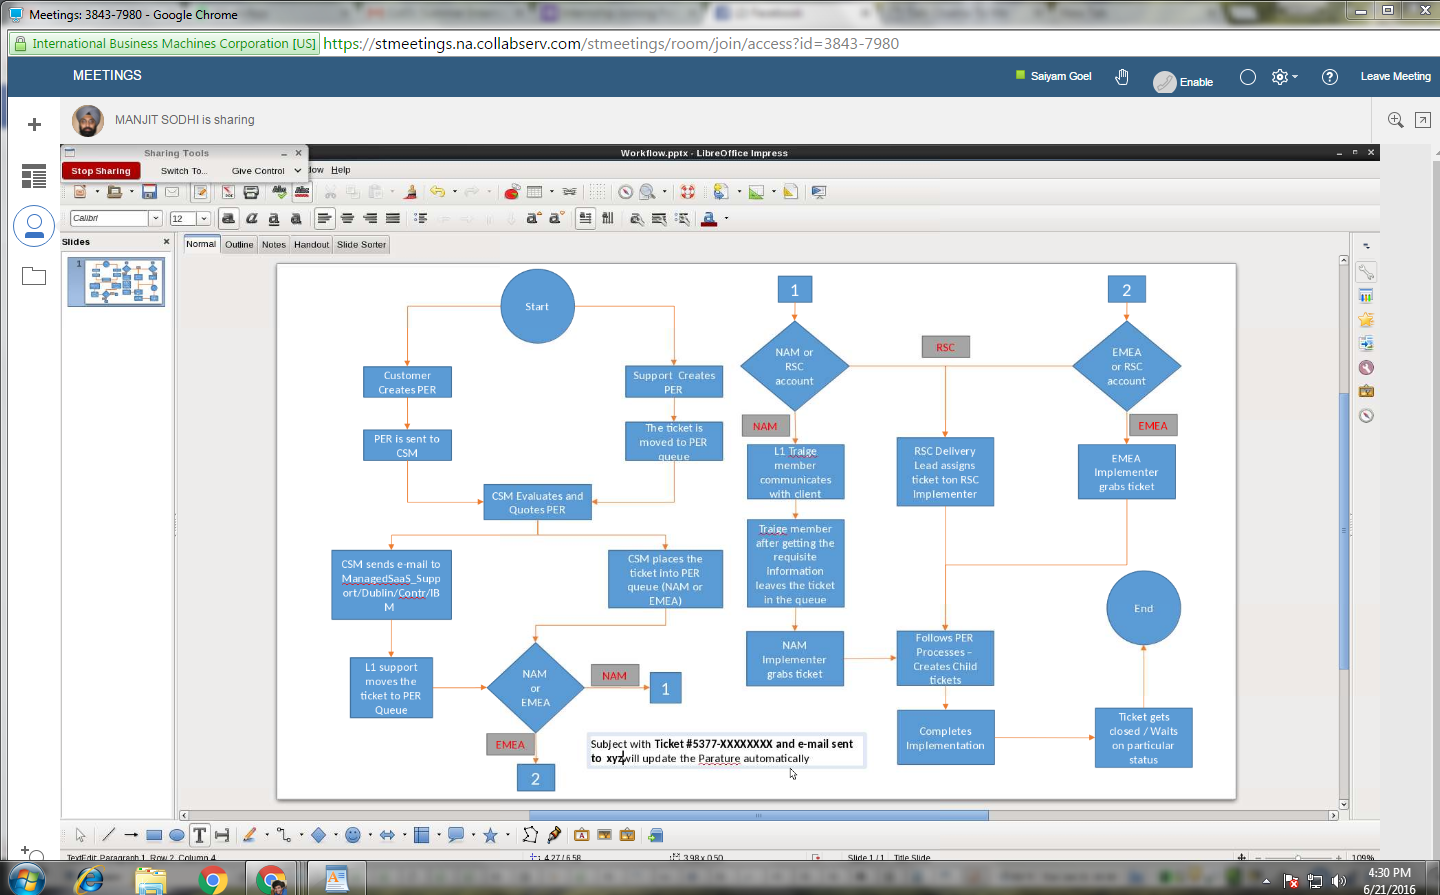 Meetings: 3843-7980 - Google Chrome
International Business Machines Corporation [US]
https://stmeetings.na.collabserv.com/stmeetings/room/join/access?id=3843-7980
MEETINGS
Saiyam Goel
Enable
Leave Meeting
MANJIT SODHI is sharing
Sharing Tools
Workflow.pptx - LibreOffice Impress
Stop Sharing
Switch To...
Give Control
dow
Help
Calibri
12
Slides
Normal
Outline
Notes
Handout
Slide Sorter
1
Start
Customer
Creates PER
PER is sent to
CSM
Support Creates
PER
The ticket is
moved to PER
queue
CSM Evaluates and
Quotes PER
CSM sends e-mail to
ManagedSaaS_Supp
ort/Dublin/Contr/IB
M
CSM places the
ticket into PER
queue (NAM or
EMEA)
L1 support
moves the
ticket to PER
Queue
NAM
or
EMEA
NAM
1
EMEA
2
1
NAM or
RSC
account
RSC
NAM
L1 Traige
member
communicates
with client
Traige member
after getting the
requisite
information
leaves the ticket
in the queue
NAM
Implementer
grabs ticket
RSC Delivery
Lead assigns
ticket ton RSC
Implementer
Follows PER
Processes –
Creates Child
tickets
Completes
Implementation
2
EMEA
or RSC
account
EMEA
EMEA
Implementer
grabs ticket
End
Ticket gets
closed / Waits
on particular
status
Subject with Ticket #5377-XXXXXXXX and e-mail sent
to xyz will update the Parature automatically
TextEdit: Paragraph 1, Row 2, Column 4
4.27 / 6.58
3.98 x 0.50
Slide 1 / 1
Title Slide
109%
4:30 PM
6/21/2016